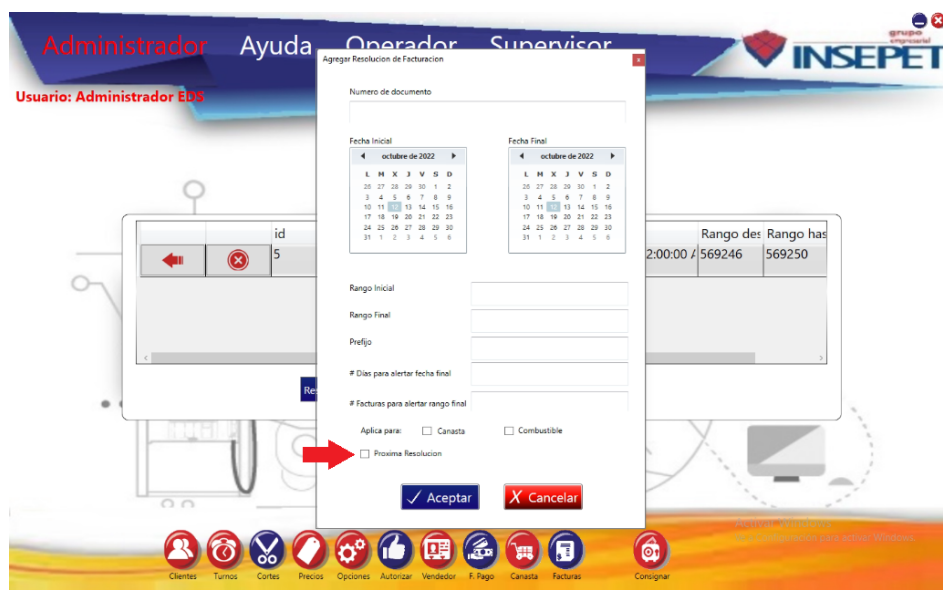 Administrador Ayuda Operador Supervisor
grupo
empresarial
INSEPET
Usuario: Administrador EDS
Agregar Resolucion de Facturacion
x
Numero de documento
Fecha Inicial Fecha Final
octubre de 2022 octubre de 2022
L M X J V S D L M X J V S D
26 27 28 29 30 1 2 26 27 28 29 30 1 2
3 4 5 6 7 8 9 3 4 5 6 7 8 9
10 11 12 13 14 15 16 10 11 12 13 14 15 16
17 18 19 20 21 22 23 17 18 19 20 21 22 23
24 25 26 27 28 29 30 24 25 26 27 28 29 30
31 1 2 3 4 5 6 31 1 2 3 4 5 6
id Rango des Rango has
5 2:00:00 A 569246 569250
Rango Inicial
Rango Final
Prefijo
# Días para alertar fecha final
Re
# Facturas para alertar rango final
Aplica para: Canasta Combustible
Proxima Resolucion
Aceptar X Cancelar
Activar Windows
Clientes Turnos Cortes Precios Opciones Autorizar Vendedor F. Pago Canasta Facturas Consignar